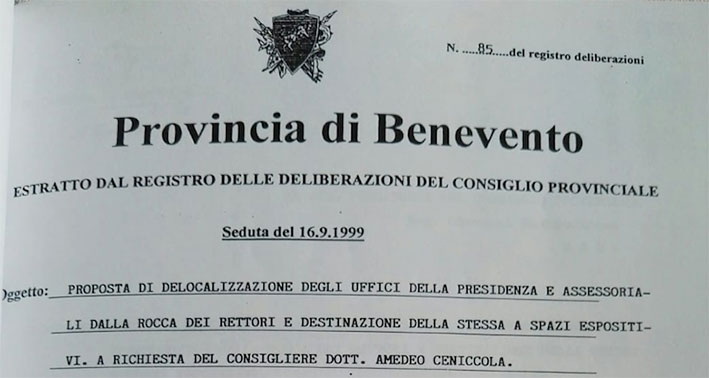 N. .....85.....del registro deliberazioni
Provincia di Benevento
ESTRATTO DAL REGISTRO DELLE DELIBERAZIONI DEL CONSIGLIO PROVINCIALE
Seduta del 16.9.1999
Oggetto: PROPOSTA DI DELOCALIZZAZIONE DEGLI UFFICI DELLA PRESIDENZA E ASSESSORIA-
LI DALLA ROCCA DEI RETTORI E DESTINAZIONE DELLA STESSA A SPAZI ESPOSITI-
VI. A RICHIESTA DEL CONSIGLIERE DOTT. AMEDEO CENICCOLA.